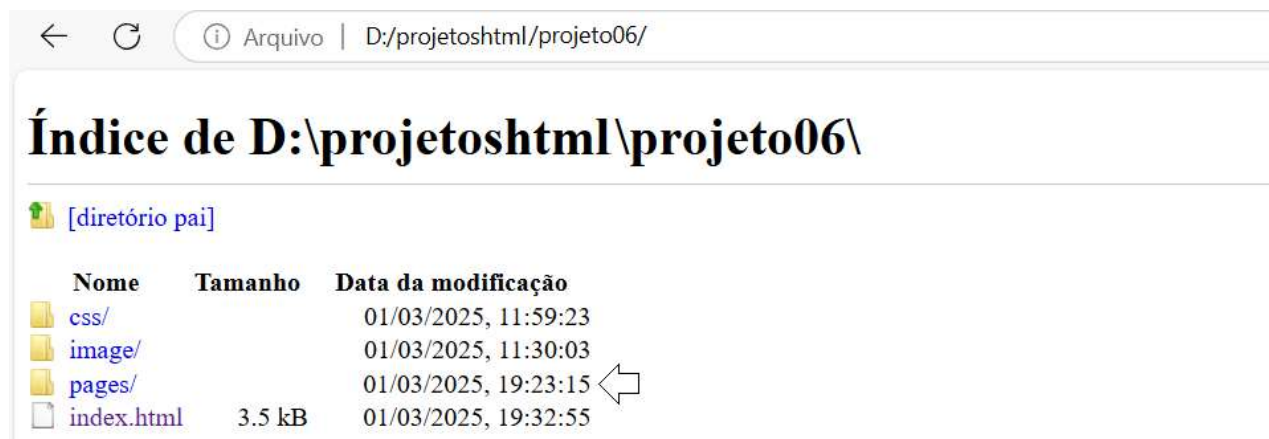 Arquivo | D:/projetoshtml/projeto06/
Índice de D:\projetoshtml\projeto06\
[diretório pai]
Nome Tamanho Data da modificação
css/ 01/03/2025, 11:59:23
image/ 01/03/2025, 11:30:03
pages/ 01/03/2025, 19:23:15
index.html 3.5 kB 01/03/2025, 19:32:55